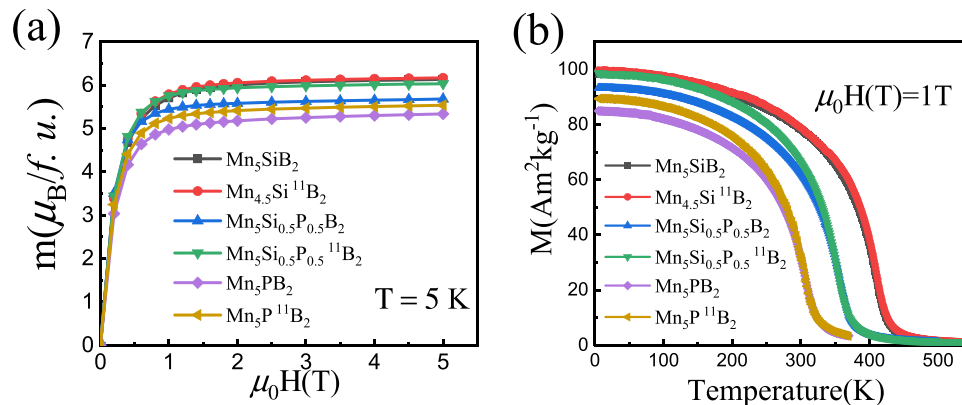 (a)
7
6
5
4
3
2
1
0
m(μB/f. u.)
Mn5SiB2
Mn4.5Si 11B2
Mn5Si0.5P0.5B2
Mn5Si0.5P0.5 11B2
Mn5PB2
Mn5P 11B2
T = 5 K
0 1 2 3 4 5
μ0H(T)
(b)
100
80
60
40
20
0
M(Am2kg-1)
μ0H(T)=1T
Mn5SiB2
Mn4.5Si 11B2
Mn5Si0.5P0.5B2
Mn5Si0.5P0.5 11B2
Mn5PB2
Mn5P 11B2
0 100 200 300 400 500
Temperature(K)